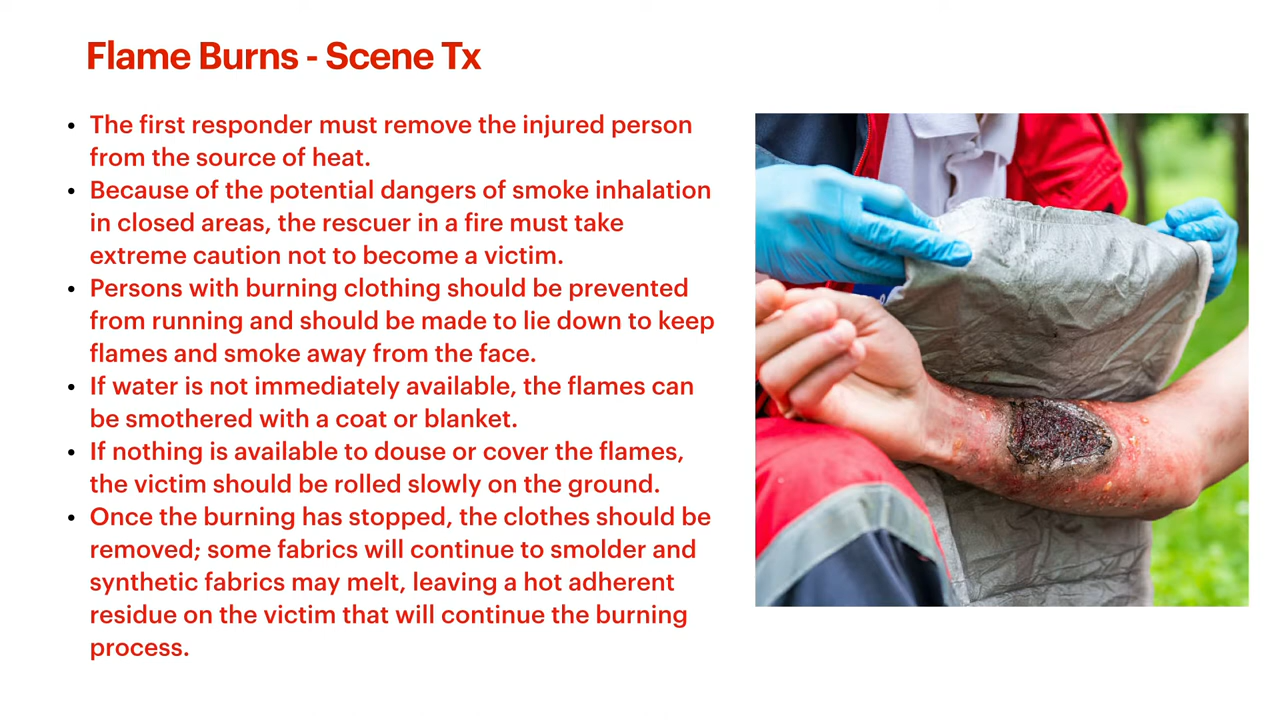 Flame Burns - Scene Tx
• The first responder must remove the injured person
from the source of heat.
• Because of the potential dangers of smoke inhalation
in closed areas, the rescuer in a fire must take
extreme caution not to become a victim.
• Persons with burning clothing should be prevented
from running and should be made to lie down to keep
flames and smoke away from the face.
• If water is not immediately available, the flames can
be smothered with a coat or blanket.
• If nothing is available to douse or cover the flames,
the victim should be rolled slowly on the ground.
• Once the burning has stopped, the clothes should be
removed; some fabrics will continue to smolder and
synthetic fabrics may melt, leaving a hot adherent
residue on the victim that will continue the burning
process.